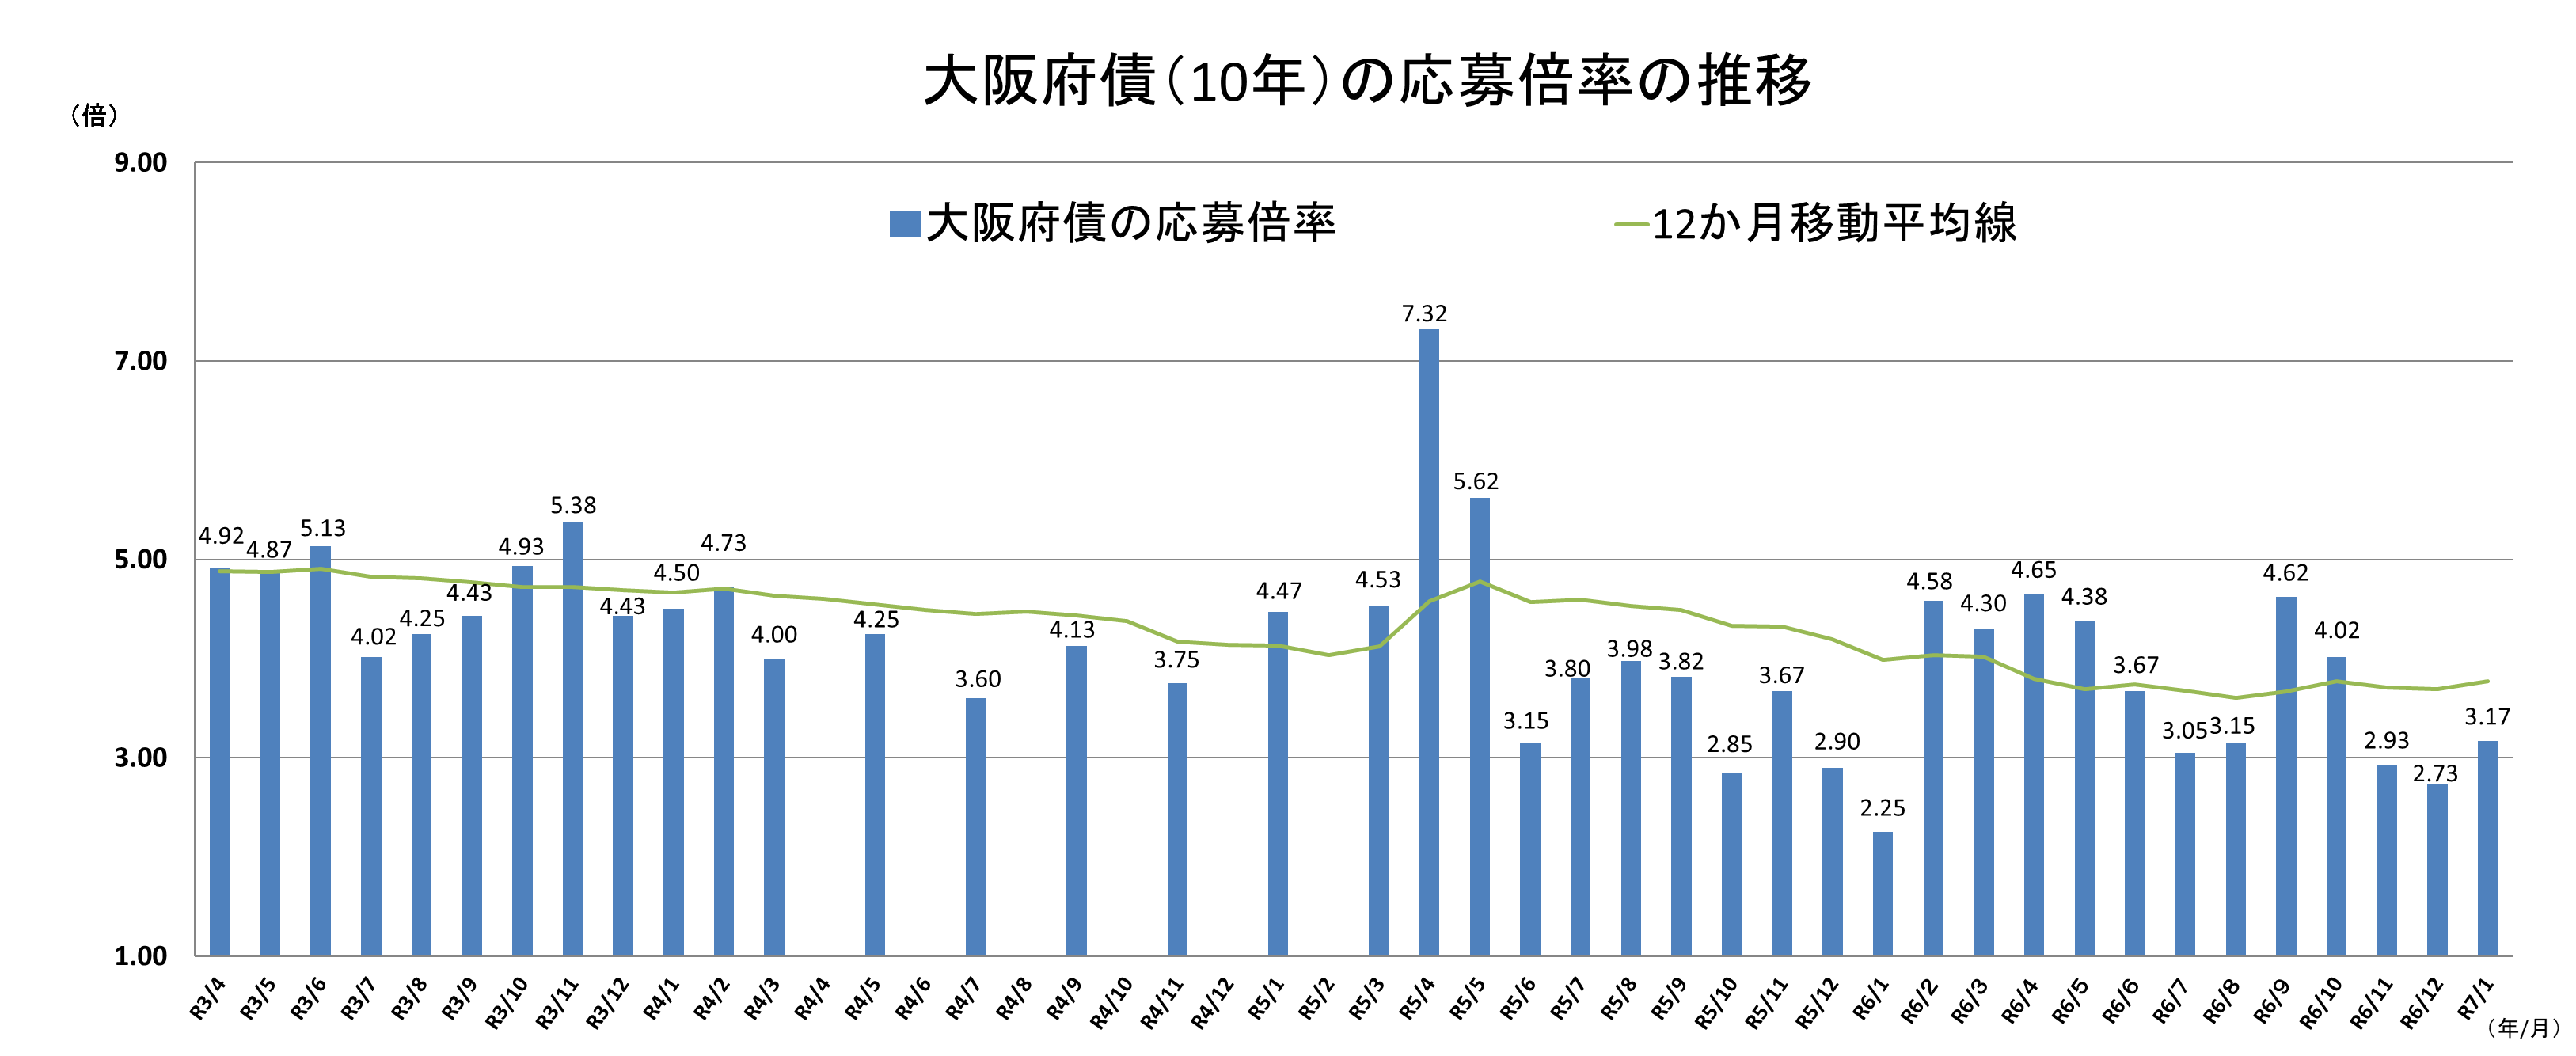 大阪府債（10年）の応募倍率の推移
（倍）
9.00
大阪府債の応募倍率 12か月移動平均線
7.00
5.00
3.00
1.00
4.92 4.87 5.13 4.02 4.25 4.43 4.93 5.38 4.43 4.50 4.73 4.00 4.25 3.60 4.13 3.75 4.47 4.53 7.32 5.62 3.15 3.80 3.98 3.82 2.85 3.67 2.90 2.25 4.58 4.30 4.65 4.38 3.67 3.05 3.15 4.62 4.02 2.93 2.73 3.17
R3/4 R3/5 R3/6 R3/7 R3/8 R3/9 R3/10 R3/11 R3/12 R4/1 R4/2 R4/3 R4/4 R4/5 R4/6 R4/7 R4/8 R4/9 R4/10 R4/11 R4/12 R5/1 R5/2 R5/3 R5/4 R5/5 R5/6 R5/7 R5/8 R5/9 R5/10 R5/11 R5/12 R6/1 R6/2 R6/3 R6/4 R6/5 R6/6 R6/7 R6/8 R6/9 R6/10 R6/11 R6/12 R7/1
（年/月）